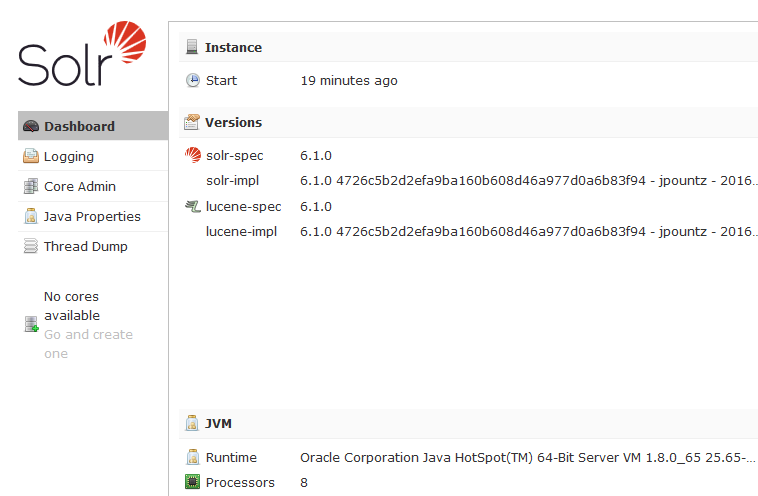 Solr
Dashboard
Logging
Core Admin
Java Properties
Thread Dump
No cores
available
Go and create
one
Instance
Start 19 minutes ago
Versions
solr-spec 6.1.0
solr-impl 6.1.0 4726c5b2d2efa9ba160b608d46a977d0a6b83f94 - jpountz - 2016...
lucene-spec 6.1.0
lucene-impl 6.1.0 4726c5b2d2efa9ba160b608d46a977d0a6b83f94 - jpountz - 2016...
JVM
Runtime Oracle Corporation Java HotSpot(TM) 64-Bit Server VM 1.8.0_65 25.65-...
Processors 8